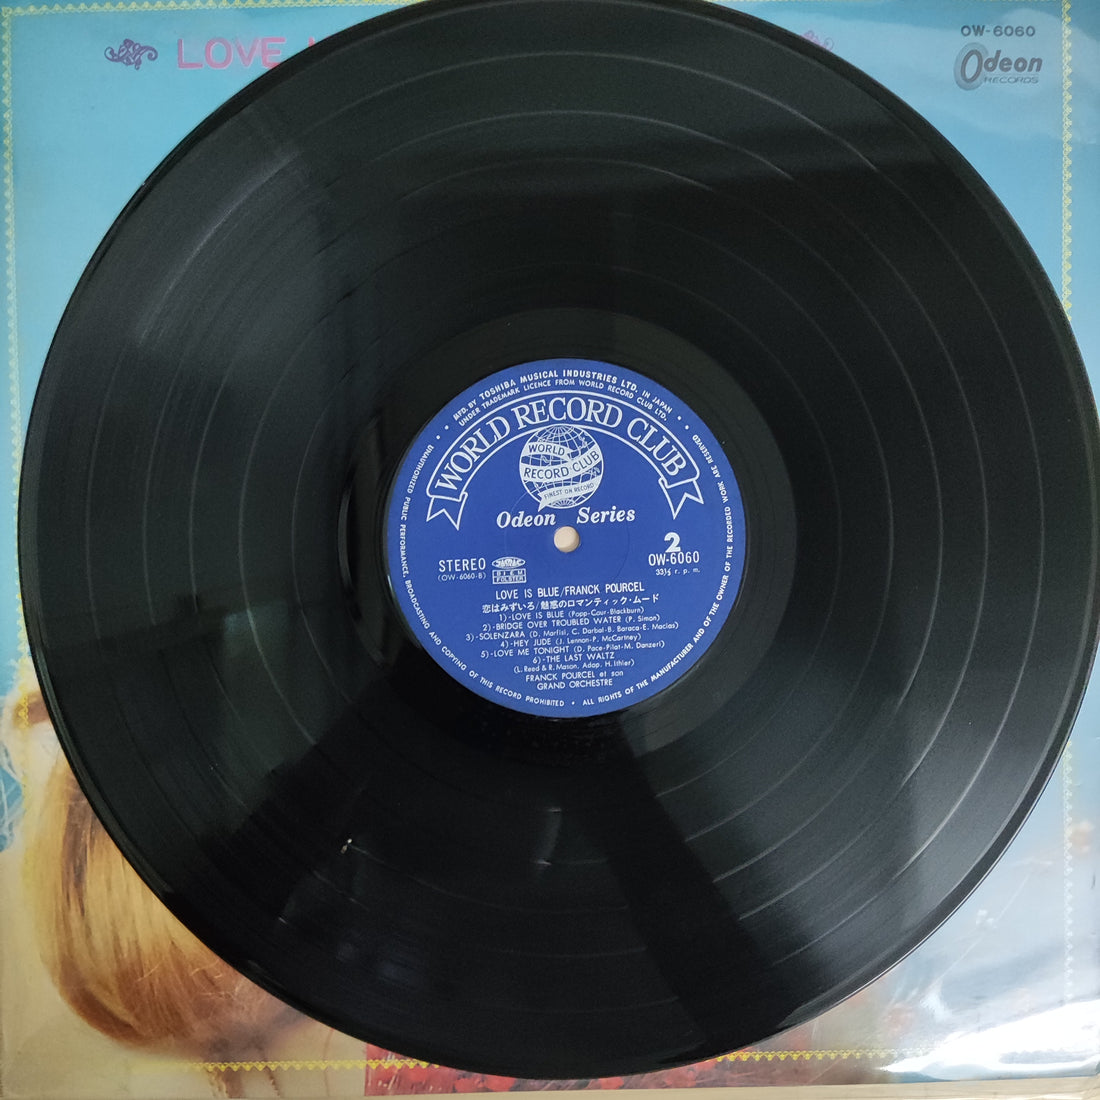 LOVE
OW-6060
Odeon
RECORDS
MFD. BY TOSHIBA MUSICAL INDUSTRIES LTD. IN JAPAN
UNDER TRADEMARK LICENCE FROM WORLD RECORD CLUB LTD.
WORLD RECORD CLUB
WORLD
RECORD CLUB
FINEST ON RECORD
Odeon Series
STEREO
(OW-6060-B)
JASRAC
BIEM
POLSTER
2
OW-6060
33⅓ r. p. m.
LOVE IS BLUE/FRANCK POURCEL
恋はみずいろ/魅惑のロマンティック・ムード
1)-LOVE IS BLUE (Popp-Cour-Blackburn)
2)-BRIDGE OVER TROUBLED WATER (P. Simon)
3)-SOLENZARA (D. Marfisi, C. Darbal-B. Baraca-E. Macias)
4)-HEY JUDE (J. Lennon-P. McCartney)
5)-LOVE ME TONIGHT (D. Pace-Pilat-M. Danzeri)
6)-THE LAST WALTZ
(L. Reed & R. Mason, Adap. H. Ithier)
FRANCK POURCEL et son
GRAND ORCHESTRE
UNAUTHORIZED PUBLIC PERFORMANCE, BROADCASTING AND COPYING OF THIS RECORD PROHIBITED • ALL RIGHTS OF THE MANUFACTURER AND OF THE OWNER OF THE RECORDED WORK ARE RESERVED